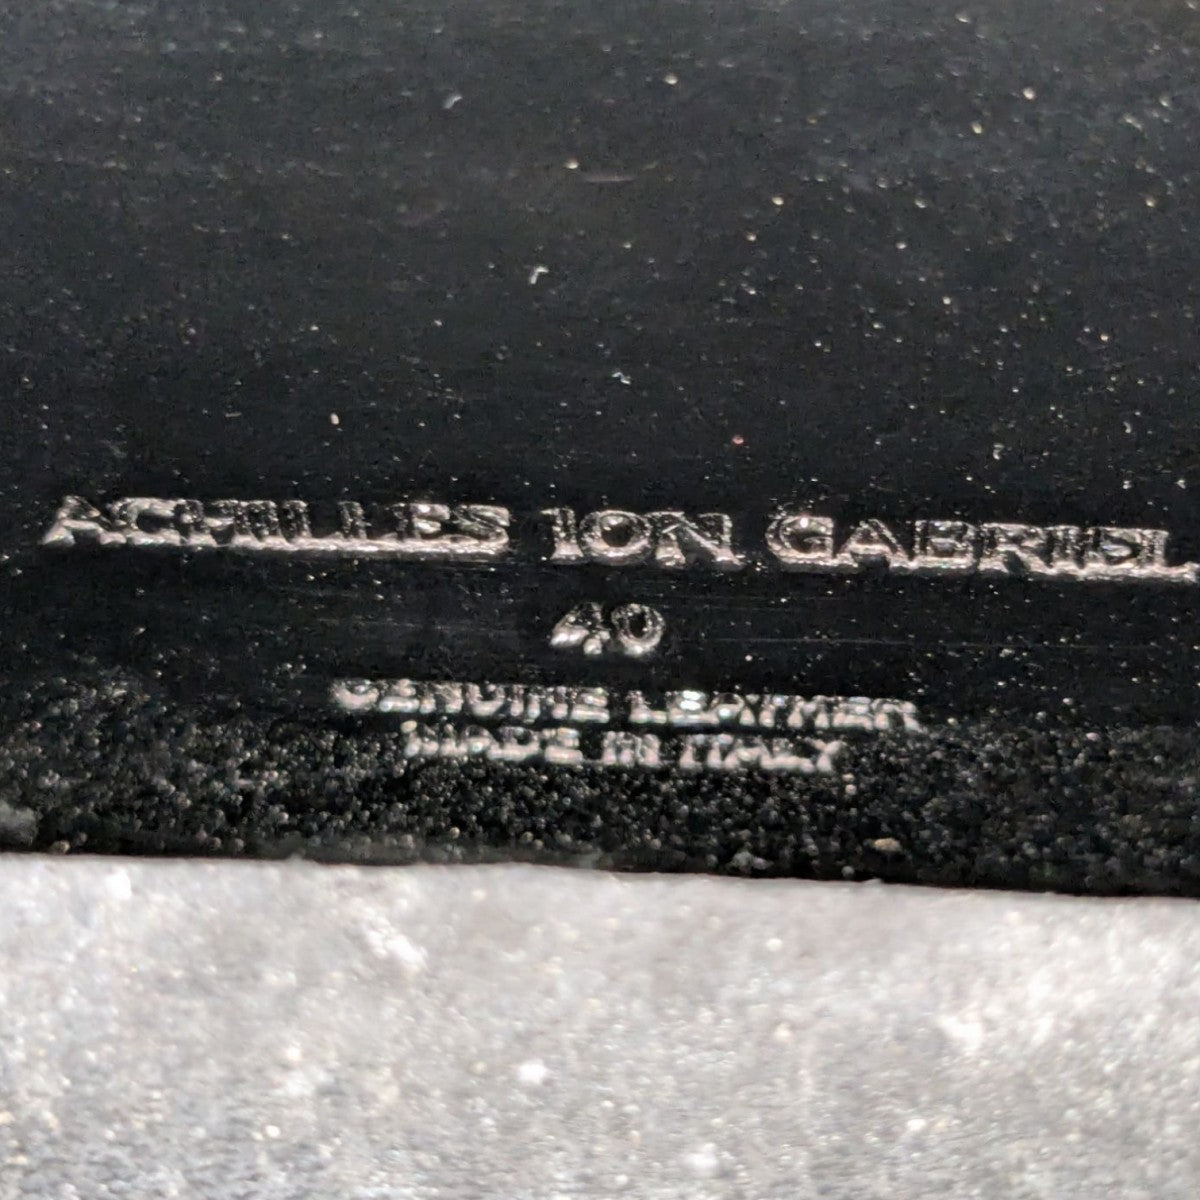 ACHILLES ION GABRIEL
40
GENUINE LEATHER
MADE IN ITALY